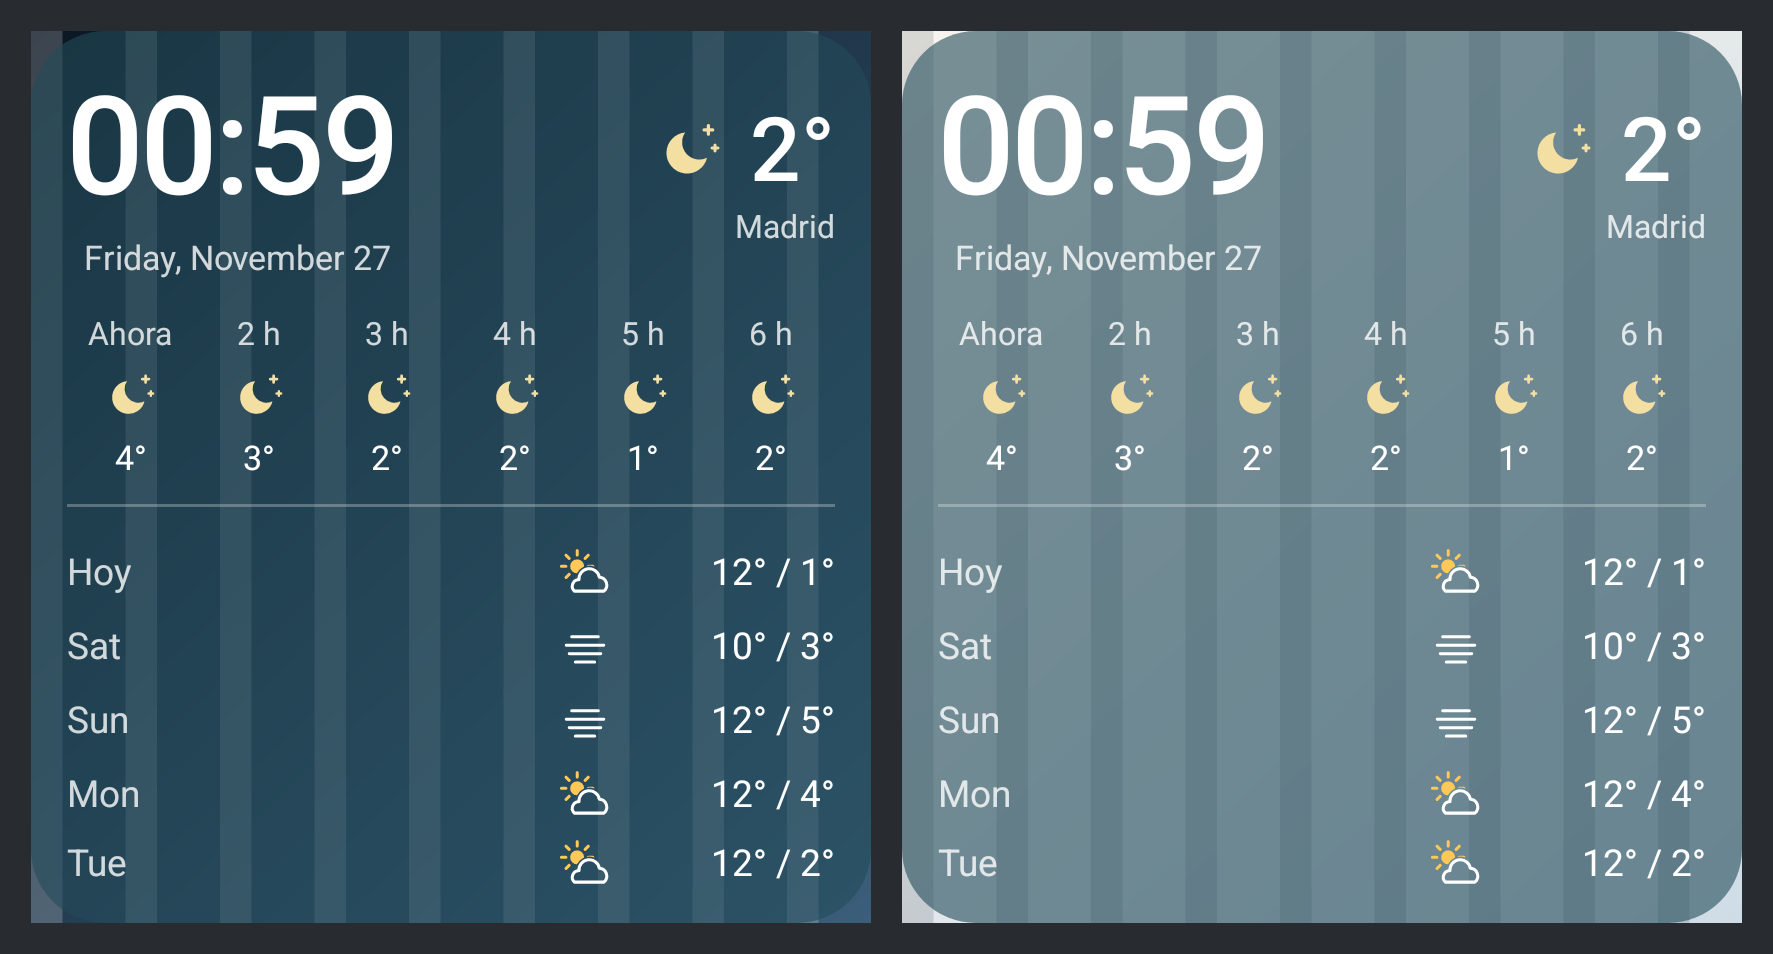 00:59
2°
Madrid
Friday, November 27
Ahora 2 h 3 h 4 h 5 h 6 h
4° 3° 2° 2° 1° 2°
Hoy 12° / 1°
Sat 10° / 3°
Sun 12° / 5°
Mon 12° / 4°
Tue 12° / 2°
00:59
2°
Madrid
Friday, November 27
Ahora 2 h 3 h 4 h 5 h 6 h
4° 3° 2° 2° 1° 2°
Hoy 12° / 1°
Sat 10° / 3°
Sun 12° / 5°
Mon 12° / 4°
Tue 12° / 2°